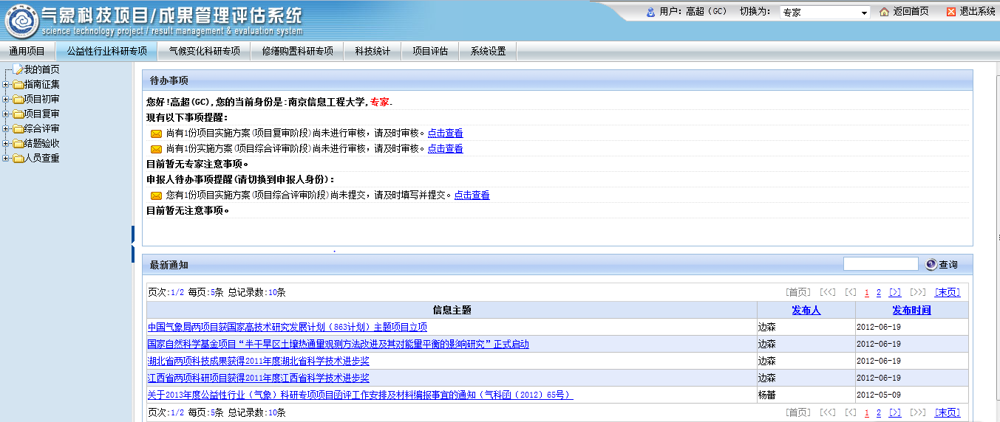 气象科技项目/成果管理评估系统
science technology project / result management & evaluation system
用户：高超（GC） 切换为： 专家 返回首页 退出系统
通用项目 公益性行业科研专项 气候变化科研专项 修缮购置科研专项 科技统计 项目评估 系统设置
我的首页
指南征集
项目初审
项目复审
综合评审
结题验收
人员查重
待办事项
您好!高超(GC),您的当前身份是:南京信息工程大学,专家.
现有以下事项提醒：
尚有1份项目实施方案(项目复审阶段)尚未进行审核，请及时审核。点击查看
尚有1份实施方案(项目综合评审阶段)尚未进行审核，请及时审核。点击查看
目前暂无专家注意事项。
申报人待办事项提醒(请切换到申报人身份)：
您有1份项目实施方案(项目综合评审阶段)尚未提交，请及时填写并提交。点击查看
目前暂无注意事项。
最新通知 查询
页次:1/2 每页:5条 总记录数:10条 [首页] [<<] [<] 1 2 [>] [>>] [末页]
信息主题 发布人 发布时间
中国气象局两项目获国家高技术研究发展计划（863计划）主题项目立项 边森 2012-06-19
国家自然科学基金项目“半干旱区土壤热通量观测方法改进及其对能量平衡的影响研究”正式启动 边森 2012-06-19
湖北省两项科技成果获得2011年度湖北省科学技术进步奖 边森 2012-06-19
江西省两项科研项目获得2011年度江西省科学技术进步奖 边森 2012-06-19
关于2013年度公益性行业（气象）科研专项项目函评工作安排及材料编报事宜的通知（气科函（2012）65号） 杨蕾 2012-05-09
页次:1/2 每页:5条 总记录数:10条 [首页] [<<] [<] 1 2 [>] [>>] [末页]